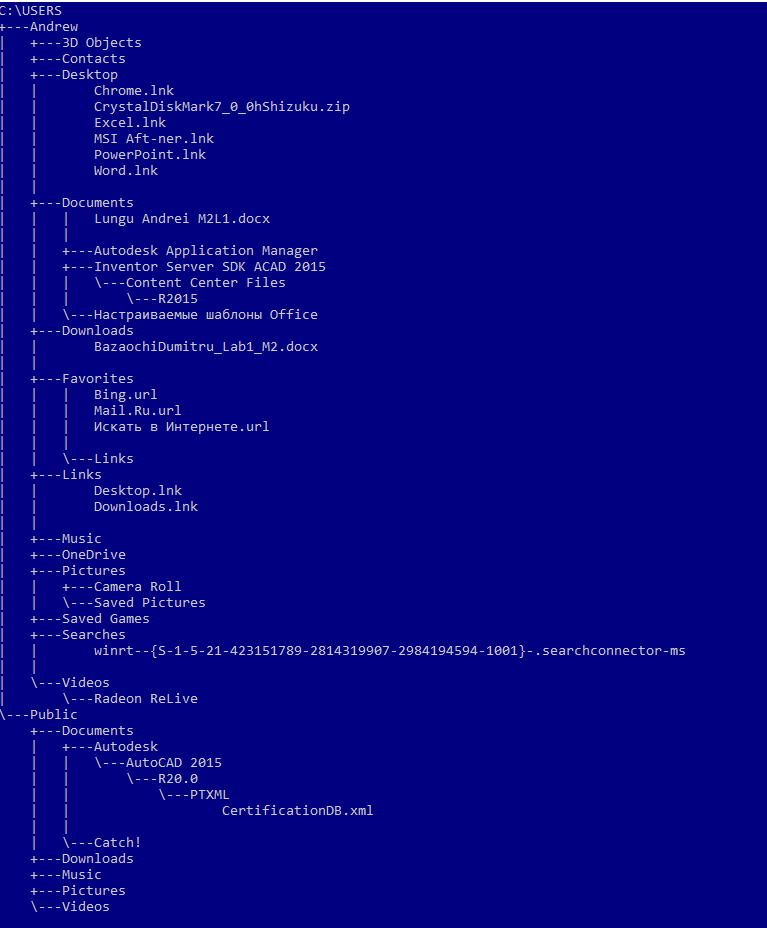 C:\USERS
+---Andrew
|   +---3D Objects
|   +---Contacts
|   +---Desktop
|   |       Chrome.lnk
|   |       CrystalDiskMark7_0_0hShizuku.zip
|   |       Excel.lnk
|   |       MSI Aft-ner.lnk
|   |       PowerPoint.lnk
|   |       Word.lnk
|   |
|   +---Documents
|   |   |   Lungu Andrei M2L1.docx
|   |   |
|   |   +---Autodesk Application Manager
|   |   +---Inventor Server SDK ACAD 2015
|   |   |   \---Content Center Files
|   |   |       \---R2015
|   |   \---Настраиваемые шаблоны Office
|   +---Downloads
|   |       BazaochiDumitru_Lab1_M2.docx
|   |
|   +---Favorites
|   |   |   Bing.url
|   |   |   Mail.Ru.url
|   |   |   Искать в Интернете.url
|   |   |
|   |   \---Links
|   +---Links
|   |       Desktop.lnk
|   |       Downloads.lnk
|   |
|   +---Music
|   +---OneDrive
|   +---Pictures
|   |   +---Camera Roll
|   |   \---Saved Pictures
|   +---Saved Games
|   +---Searches
|   |       winrt--{S-1-5-21-423151789-2814319907-2984194594-1001}-.searchconnector-ms
|   |
|   \---Videos
|       \---Radeon ReLive
\---Public
    +---Documents
    |   +---Autodesk
    |   |   \---AutoCAD 2015
    |   |       \---R20.0
    |   |           \---PTXML
    |   |                   CertificationDB.xml
    |   |
    |   \---Catch!
    +---Downloads
    +---Music
    +---Pictures
    \---Videos